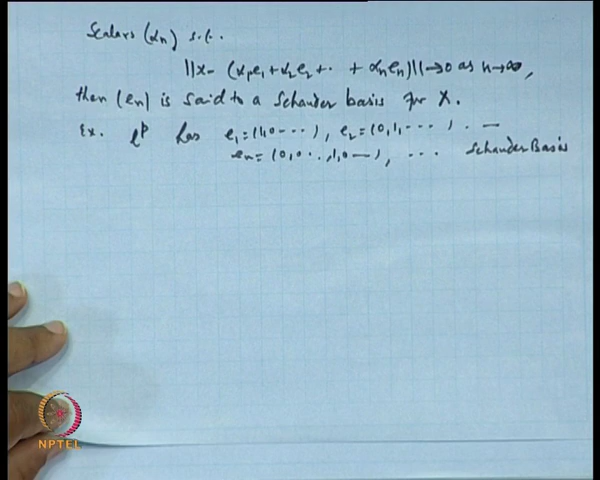 Scalars (αn) s.t.
||x - (α1e1+α2e2+ ·· + αnen)|| → 0 as n → ∞,
then (en) is said to a Schauder basis for X.
Ex. l^p has e1 = (1,0 - - -), e2 = (0,1, - - - ) . —
en = (0,0 . . , 1,0 —), . . . Schauder Basis
NPTEL